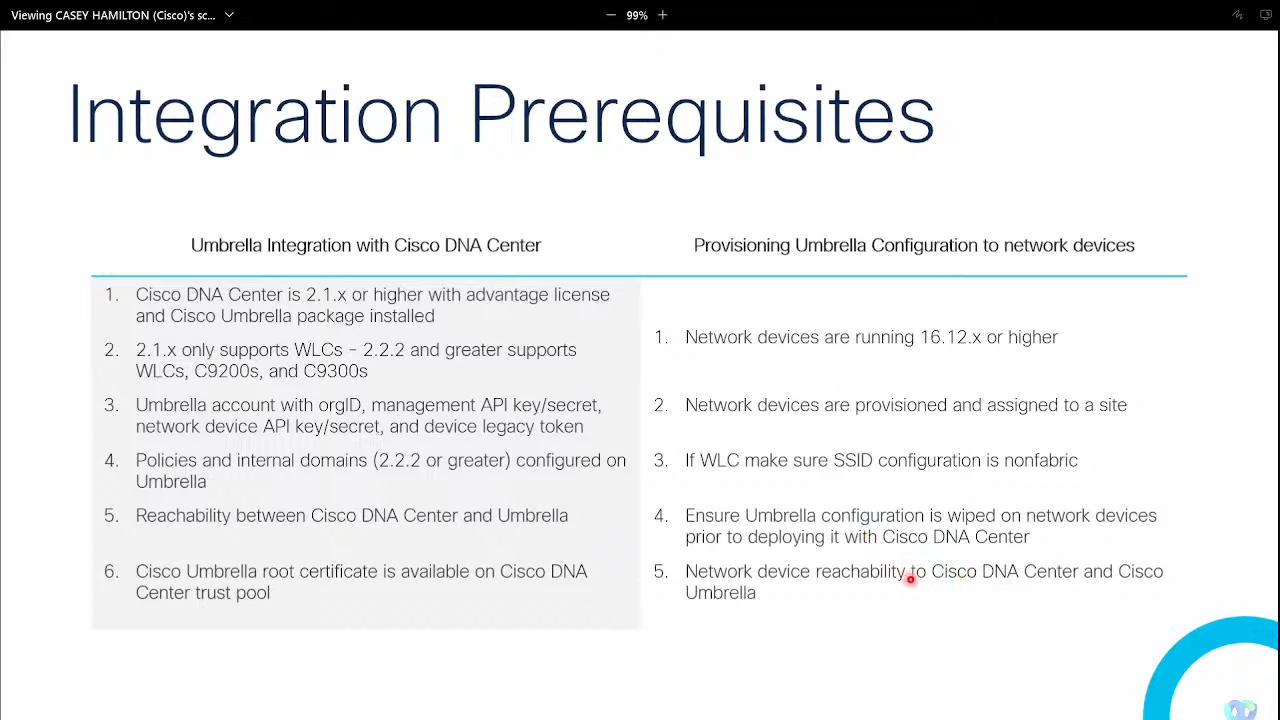 Viewing CASEY HAMILTON (Cisco)'s sc...
99%
Integration Prerequisites
Umbrella Integration with Cisco DNA Center
1. Cisco DNA Center is 2.1.x or higher with advantage license
and Cisco Umbrella package installed
2. 2.1.x only supports WLCs – 2.2.2 and greater supports
WLCs, C9200s, and C9300s
3. Umbrella account with orgID, management API key/secret,
network device API key/secret, and device legacy token
4. Policies and internal domains (2.2.2 or greater) configured on
Umbrella
5. Reachability between Cisco DNA Center and Umbrella
6. Cisco Umbrella root certificate is available on Cisco DNA
Center trust pool
Provisioning Umbrella Configuration to network devices
1. Network devices are running 16.12.x or higher
2. Network devices are provisioned and assigned to a site
3. If WLC make sure SSID configuration is nonfabric
4. Ensure Umbrella configuration is wiped on network devices
prior to deploying it with Cisco DNA Center
5. Network device reachability to Cisco DNA Center and Cisco
Umbrella